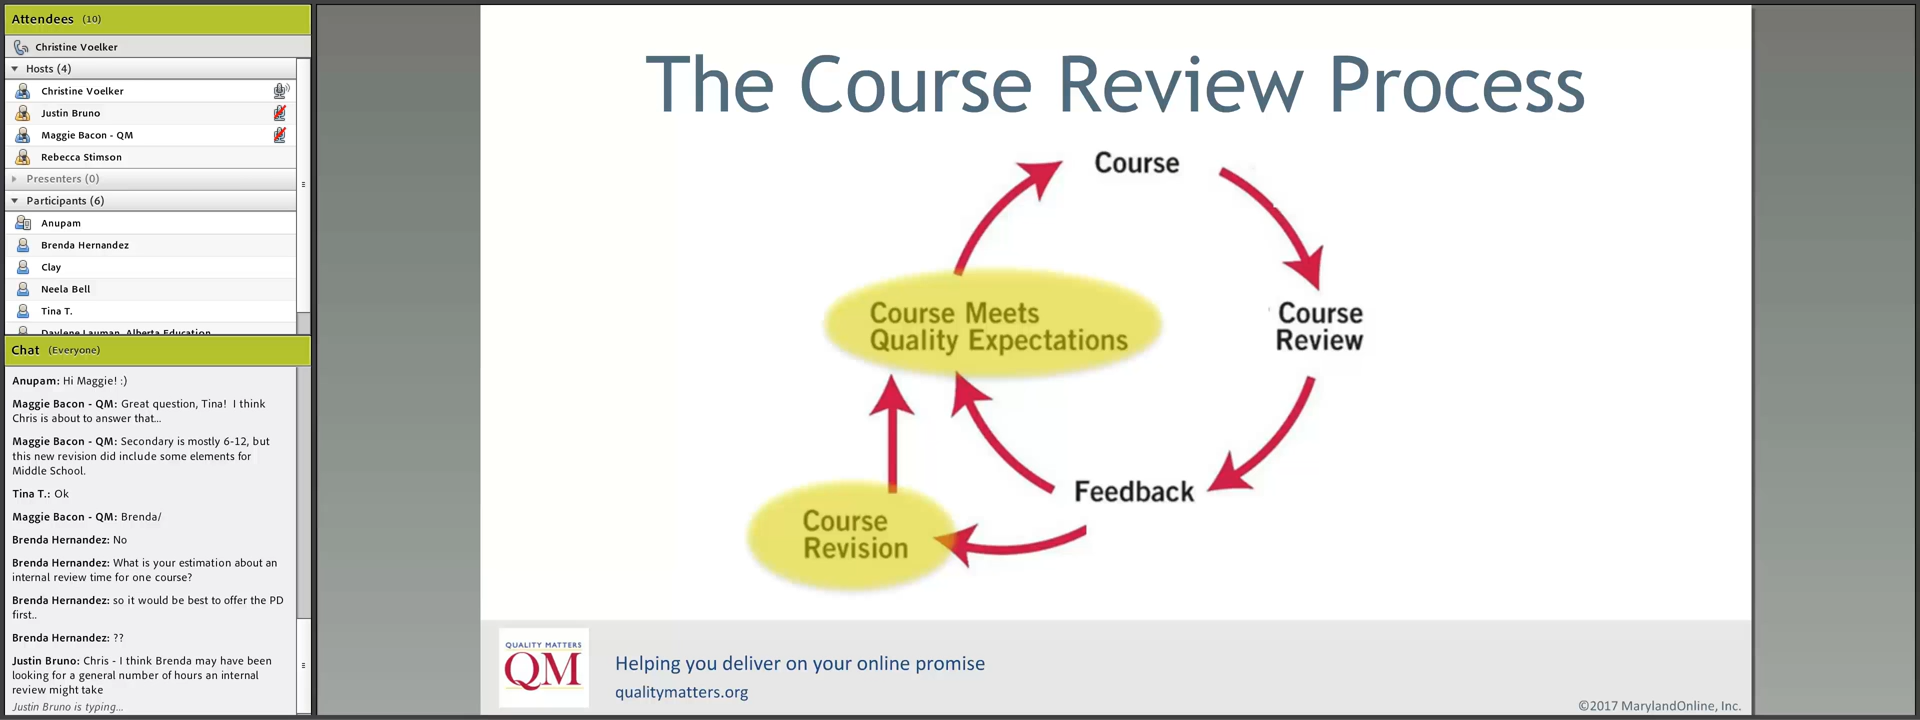 Attendees (10)
Christine Voelker
Hosts (4)
Christine Voelker
Justin Bruno
Maggie Bacon - QM
Rebecca Stimson
Presenters (0)
Participants (6)
Anupam
Brenda Hernandez
Clay
Neela Bell
Tina T.
Daylene Lauman, Alberta Education
Chat (Everyone)
Anupam: Hi Maggie! :)
Maggie Bacon - QM: Great question, Tina! I think
Chris is about to answer that...
Maggie Bacon - QM: Secondary is mostly 6-12, but
this new revision did include some elements for
Middle School.
Tina T.: Ok
Maggie Bacon - QM: Brenda/
Brenda Hernandez: No
Brenda Hernandez: What is your estimation about an
internal review time for one course?
Brenda Hernandez: so it would be best to offer the PD
first..
Brenda Hernandez: ??
Justin Bruno: Chris - I think Brenda may have been
looking for a general number of hours an internal
review might take
Justin Bruno is typing...
The Course Review Process
Course
Course
Review
Feedback
Course
Revision
Course Meets
Quality Expectations
QUALITY MATTERS
QM
Helping you deliver on your online promise
qualitymatters.org
©2017 MarylandOnline, Inc.